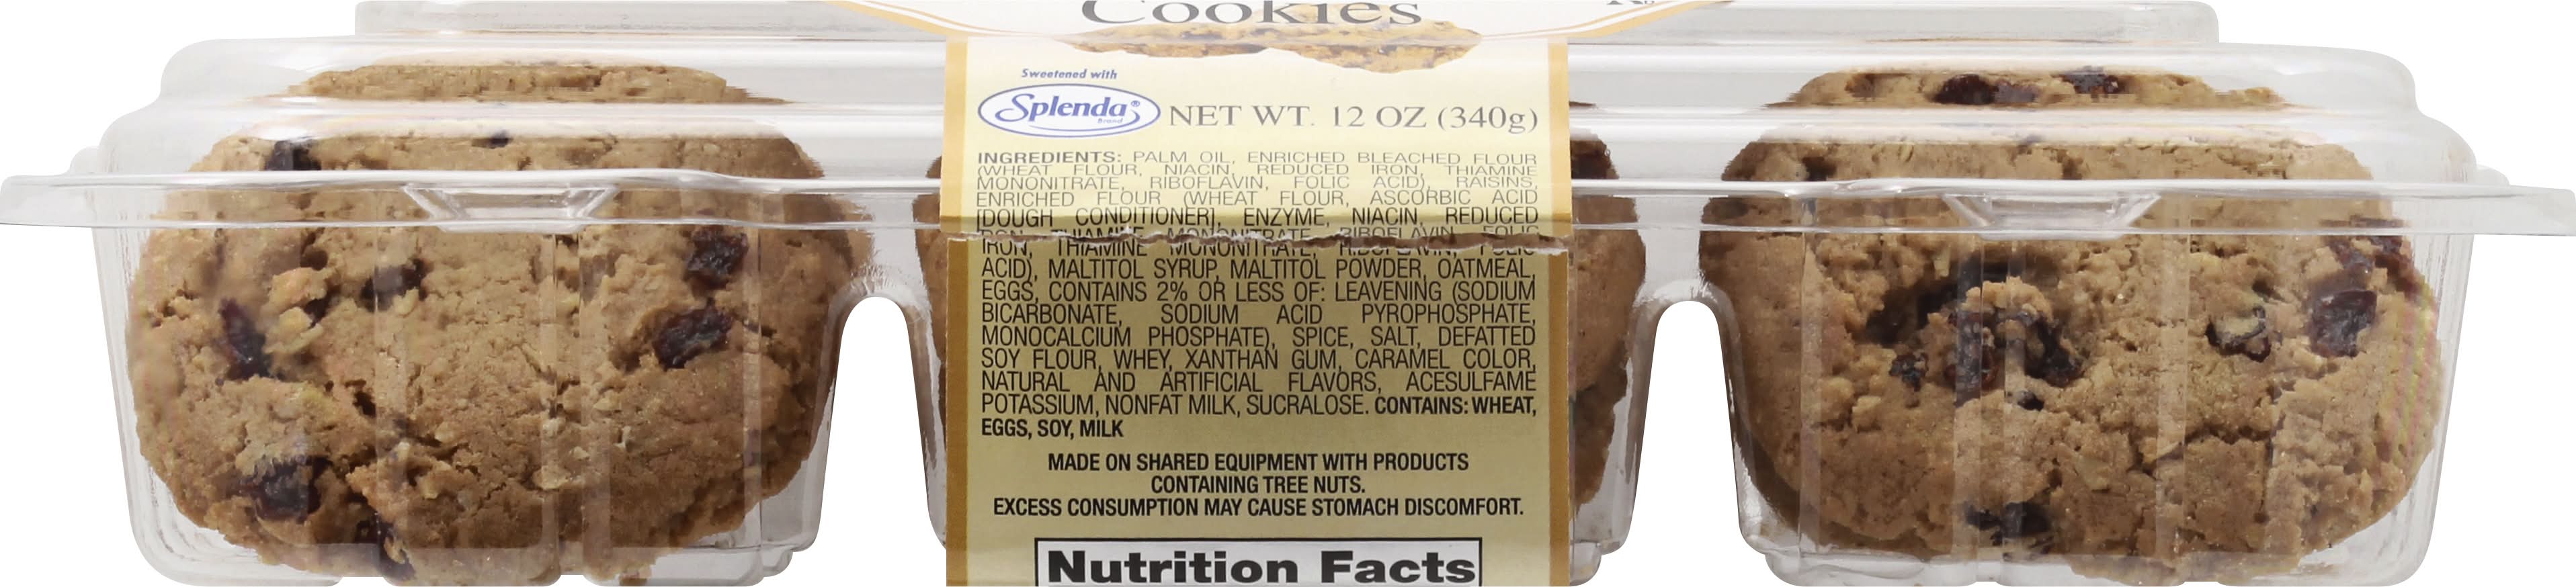 Cookies
Sweetened with
Splenda®
Brand
NET WT. 12 OZ (340g)
INGREDIENTS: PALM OIL, ENRICHED BLEACHED FLOUR
(WHEAT FLOUR, NIACIN, REDUCED IRON, THIAMINE
MONONITRATE, RIBOFLAVIN, FOLIC ACID), RAISINS,
ENRICHED FLOUR (WHEAT FLOUR, ASCORBIC ACID
[DOUGH CONDITIONER], ENZYME, NIACIN, REDUCED
IRON, THIAMINE MONONITRATE, RIBOFLAVIN, FOLIC
IRON, THIAMINE MONONITRATE, RIBOFLAVIN, FOLIC
ACID), MALTITOL SYRUP, MALTITOL POWDER, OATMEAL,
EGGS, CONTAINS 2% OR LESS OF: LEAVENING (SODIUM
BICARBONATE, SODIUM ACID PYROPHOSPHATE,
MONOCALCIUM PHOSPHATE), SPICE, SALT, DEFATTED
SOY FLOUR, WHEY, XANTHAN GUM, CARAMEL COLOR,
NATURAL AND ARTIFICIAL FLAVORS, ACESULFAME
POTASSIUM, NONFAT MILK, SUCRALOSE. CONTAINS: WHEAT,
EGGS, SOY, MILK
MADE ON SHARED EQUIPMENT WITH PRODUCTS
CONTAINING TREE NUTS.
EXCESS CONSUMPTION MAY CAUSE STOMACH DISCOMFORT.
Nutrition Facts